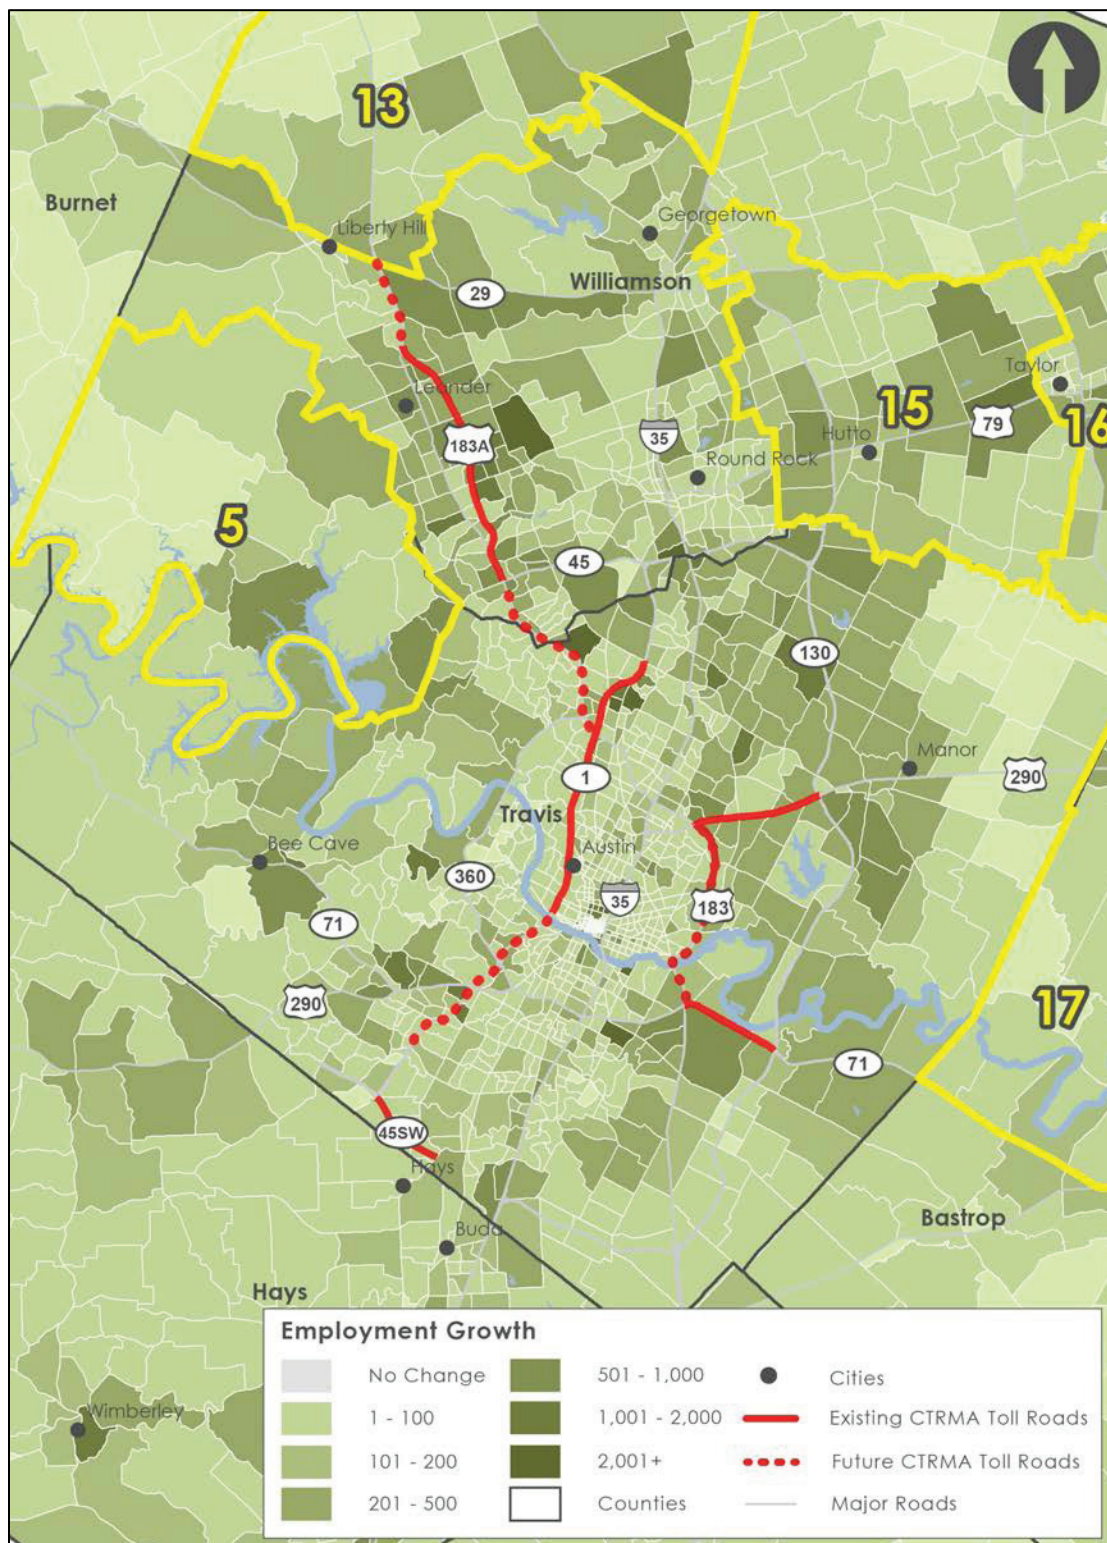 13
Burnet
Liberty Hill
Georgetown
Williamson
29
Taylor
Leander
15
79
16
183A
35
Hutto
Round Rock
5
45
130
Manor
290
1
Travis
Bee Cave
Austin
360
35
183
71
290
17
71
45SW
Hays
Bastrop
Buda
Hays
Wimberley
Employment Growth
No Change
1 - 100
101 - 200
201 - 500
501 - 1,000
1,001 - 2,000
2,001+
Counties
Cities
Existing CTRMA Toll Roads
Future CTRMA Toll Roads
Major Roads